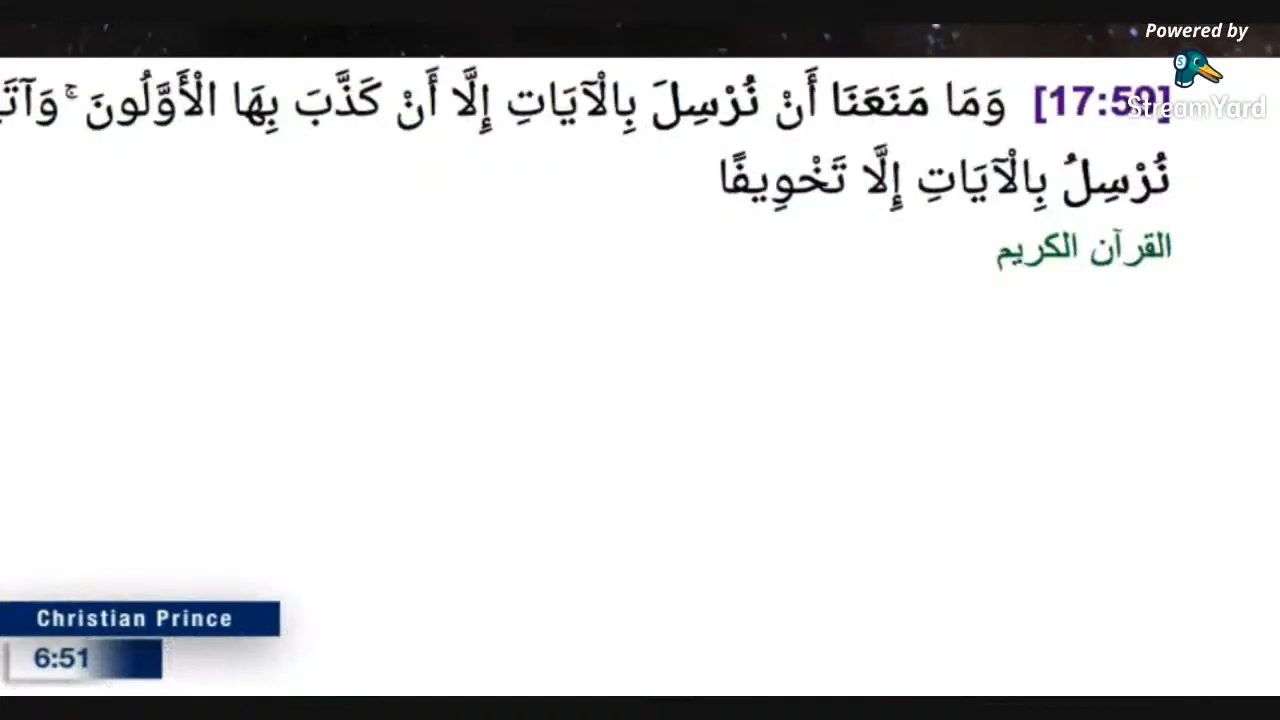 Powered by
StreamYard
[17:59] وَمَا مَنَعَنَا أَنْ نُرْسِلَ بِالْآيَاتِ إِلَّا أَنْ كَذَّبَ بِهَا الْأَوَّلُونَ ۚ
نُرْسِلُ بِالْآيَاتِ إِلَّا تَخْوِيفًا
القرآن الكريم
Christian Prince
6:51